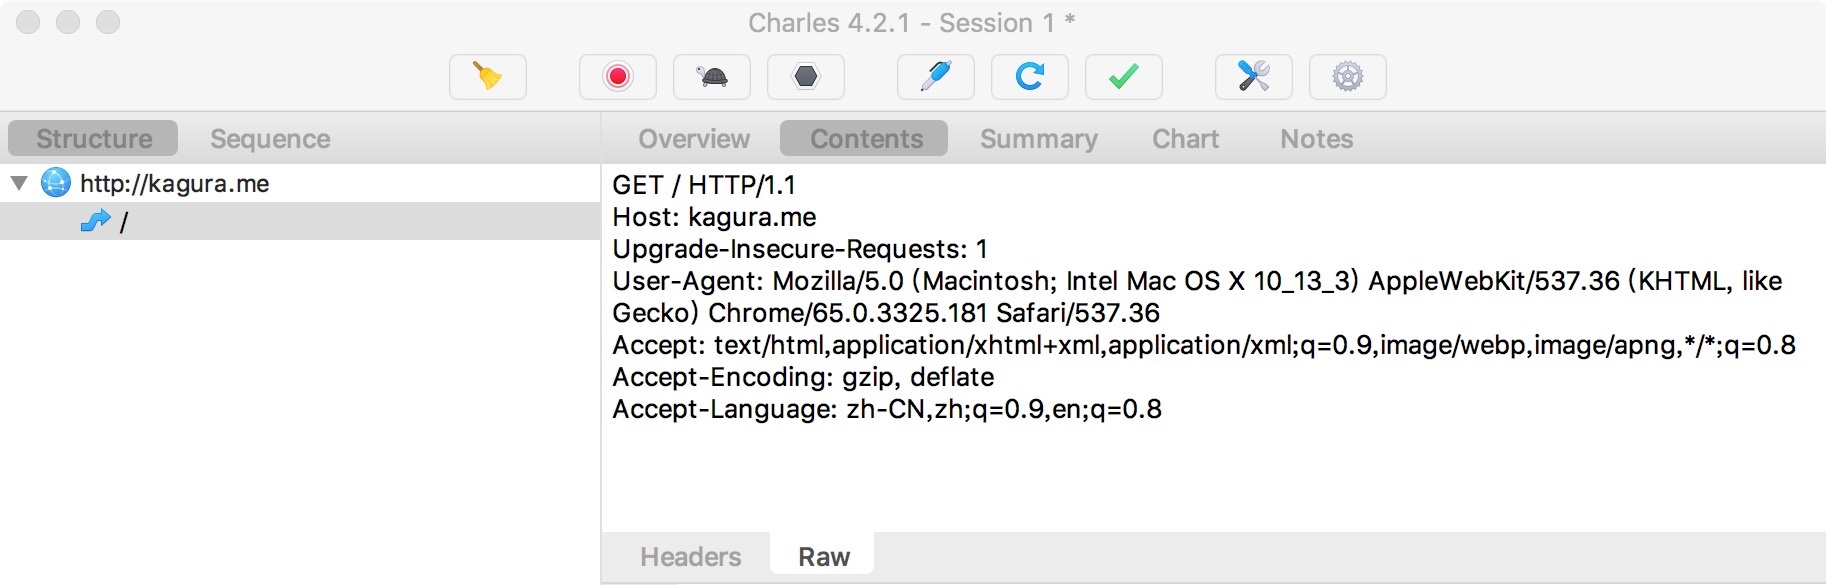 Charles 4.2.1 - Session 1 *
Structure
Sequence
Overview
Contents
Summary
Chart
Notes
http://kagura.me
/
GET / HTTP/1.1
Host: kagura.me
Upgrade-Insecure-Requests: 1
User-Agent: Mozilla/5.0 (Macintosh; Intel Mac OS X 10_13_3) AppleWebKit/537.36 (KHTML, like
Gecko) Chrome/65.0.3325.181 Safari/537.36
Accept: text/html,application/xhtml+xml,application/xml;q=0.9,image/webp,image/apng,*/*;q=0.8
Accept-Encoding: gzip, deflate
Accept-Language: zh-CN,zh;q=0.9,en;q=0.8
Headers
Raw